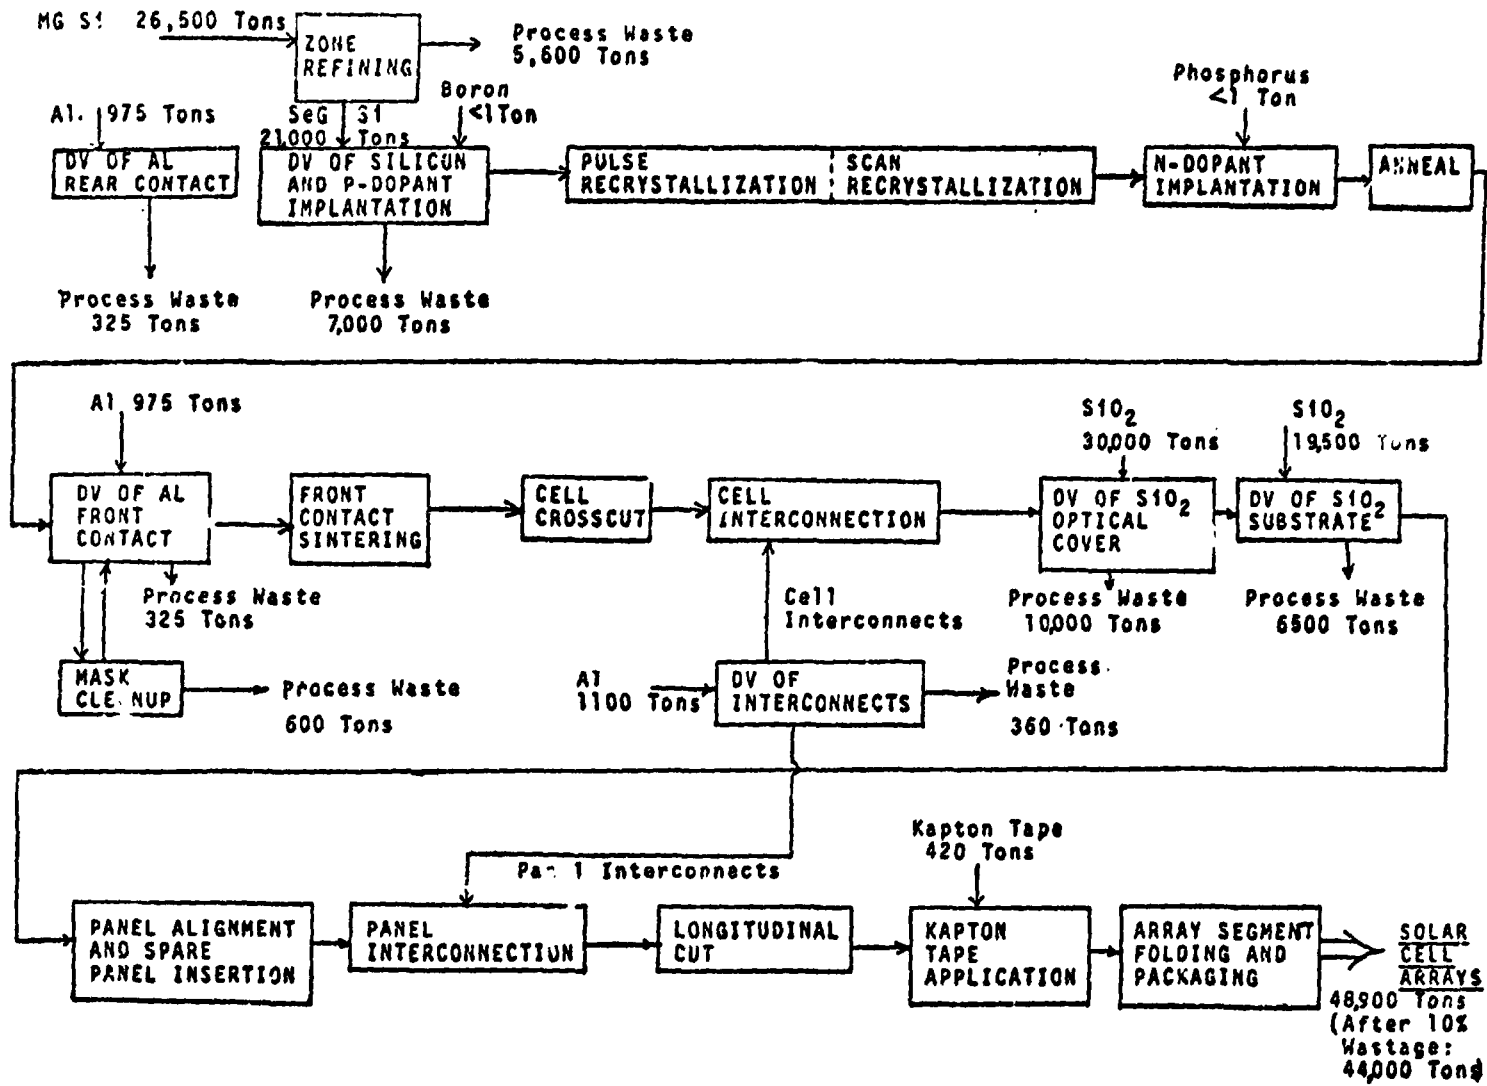 MG Si 26,500 Tons
ZONE
REFINING
Process Waste
5,600 Tons
Al. 975 Tons
SeG Si
21,000 Tons
Boron
<1 Ton
Phosphorus
<1 Ton
DV OF AL
REAR CONTACT
DV OF SILICON
AND P-DOPANT
IMPLANTATION
PULSE
RECRYSTALLIZATION
SCAN
RECRYSTALLIZATION
N-DOPANT
IMPLANTATION
ANNEAL
Process Waste
325 Tons
Process Waste
7,000 Tons
Al 975 Tons
SiO2
30,000 Tons
SiO2
19,500 Tons
DV OF AL
FRONT
CONTACT
FRONT
CONTACT
SINTERING
CELL
CROSSCUT
CELL
INTERCONNECTION
DV OF SiO2
OPTICAL
COVER
DV OF SiO2
SUBSTRATE
Process Waste
325 Tons
Cell
Interconnects
Process Waste
10,000 Tons
Process Waste
6500 Tons
MASK
CLEANUP
Process Waste
600 Tons
Al
1100 Tons
DV OF
INTERCONNECTS
Process
Waste
360 Tons
Panel Interconnects
Kapton Tape
420 Tons
PANEL ALIGNMENT
AND SPARE
PANEL INSERTION
PANEL
INTERCONNECTION
LONGITUDINAL
CUT
KAPTON
TAPE
APPLICATION
ARRAY SEGMENT
FOLDING AND
PACKAGING
SOLAR
CELL
ARRAYS
48,900 Tons
(After 10%
Wastage:
44,000 Tons)